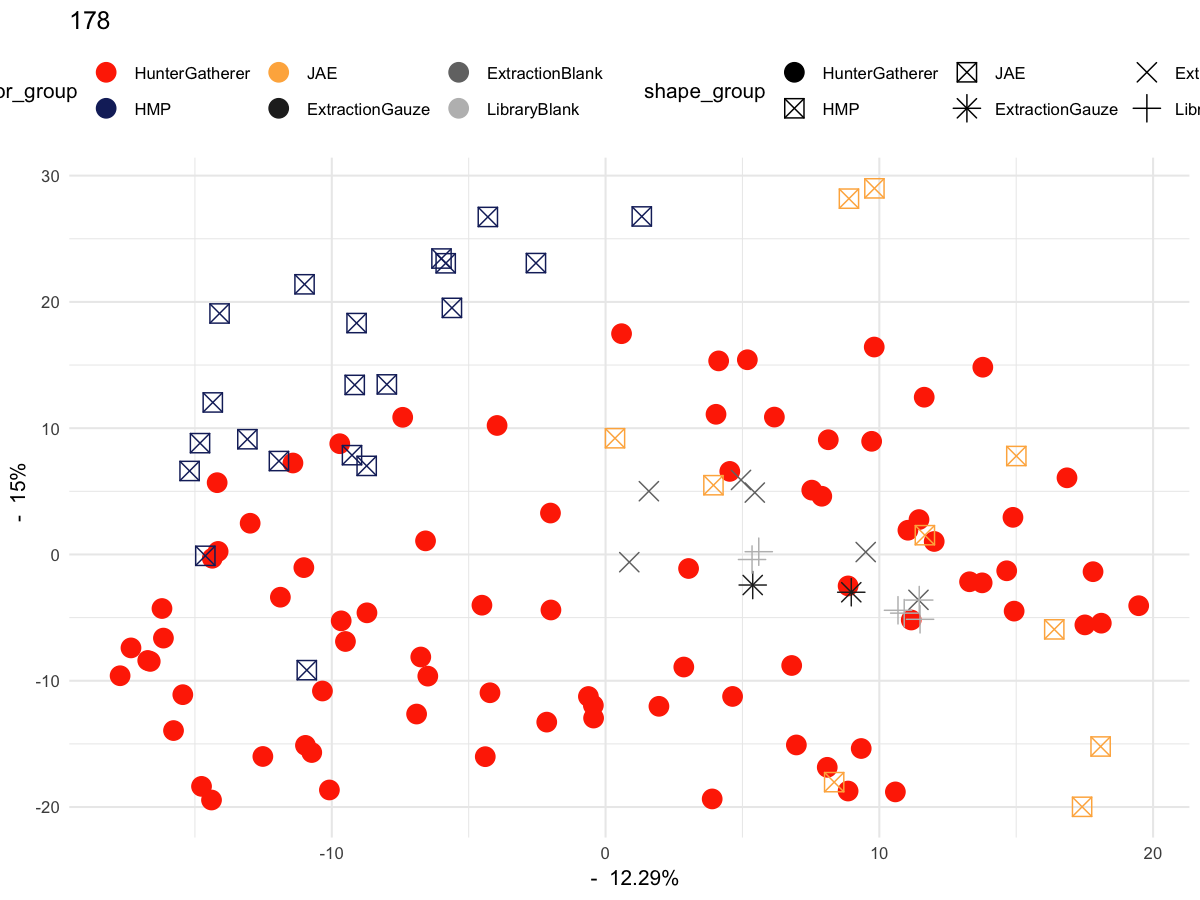 178
or_group
HunterGatherer JAE ExtractionBlank
HMP ExtractionGauze LibraryBlank
shape_group
HunterGatherer JAE Ext
HMP ExtractionGauze Libr
30
20
10
0
-10
-20
- 15%
-10 0 10 20
- 12.29%